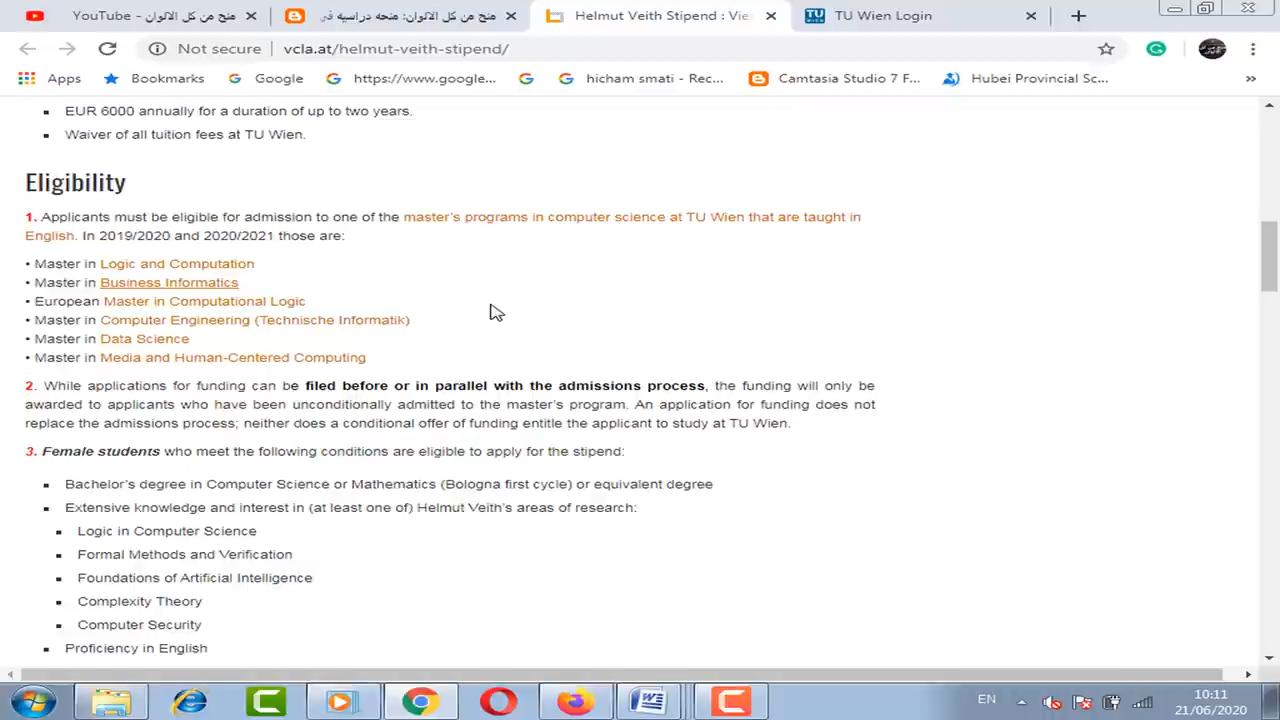 منح من كل الالوان - YouTube
منح من كل الالوان: منحه دراسيه في
Helmut Veith Stipend : Vie
TU Wien Login
Not secure
vcla.at/helmut-veith-stipend/
Apps
Bookmarks
Google
https://www.google...
hicham smati - Rec...
Camtasia Studio 7 F...
Hubei Provincial Sc...
»
▪ EUR 6000 annually for a duration of up to two years.
▪ Waiver of all tuition fees at TU Wien.
Eligibility
1. Applicants must be eligible for admission to one of the master's programs in computer science at TU Wien that are taught in
English. In 2019/2020 and 2020/2021 those are:
• Master in Logic and Computation
• Master in Business Informatics
• European Master in Computational Logic
• Master in Computer Engineering (Technische Informatik)
• Master in Data Science
• Master in Media and Human-Centered Computing
2. While applications for funding can be filed before or in parallel with the admissions process, the funding will only be
awarded to applicants who have been unconditionally admitted to the master's program. An application for funding does not
replace the admissions process; neither does a conditional offer of funding entitle the applicant to study at TU Wien.
3. Female students who meet the following conditions are eligible to apply for the stipend:
▪ Bachelor's degree in Computer Science or Mathematics (Bologna first cycle) or equivalent degree
▪ Extensive knowledge and interest in (at least one of) Helmut Veith's areas of research:
▪ Logic in Computer Science
▪ Formal Methods and Verification
▪ Foundations of Artificial Intelligence
▪ Complexity Theory
▪ Computer Security
▪ Proficiency in English
EN
10:11
21/06/2020